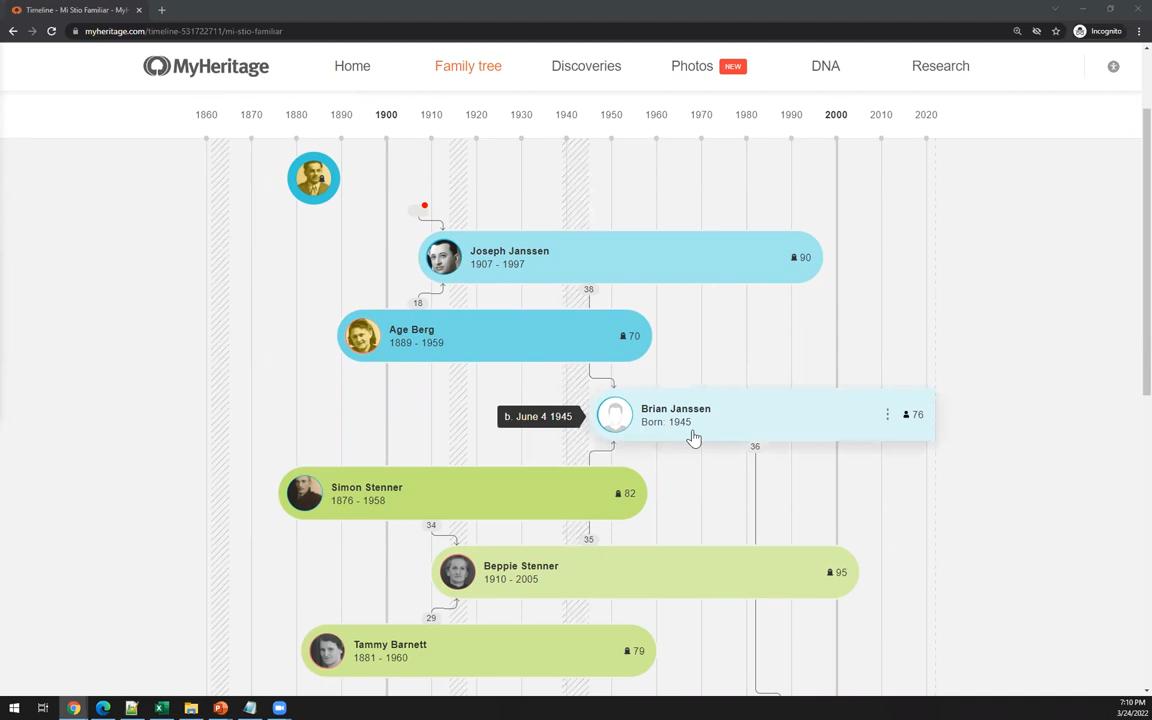 Timeline - Mi Stio Familiar - MyH
myheritage.com/timeline-531722711/mi-stio-familiar
Incognito
MyHeritage
Home
Family tree
Discoveries
Photos NEW
DNA
Research
1860 1870 1880 1890 1900 1910 1920 1930 1940 1950 1960 1970 1980 1990 2000 2010 2020
Joseph Janssen
1907 - 1997
90
38
18
Age Berg
1889 - 1959
70
b. June 4 1945
Brian Janssen
Born: 1945
76
36
Simon Stenner
1876 - 1958
82
34
35
Beppie Stenner
1910 - 2005
95
29
Tammy Barnett
1881 - 1960
79
7:10 PM
3/24/2022